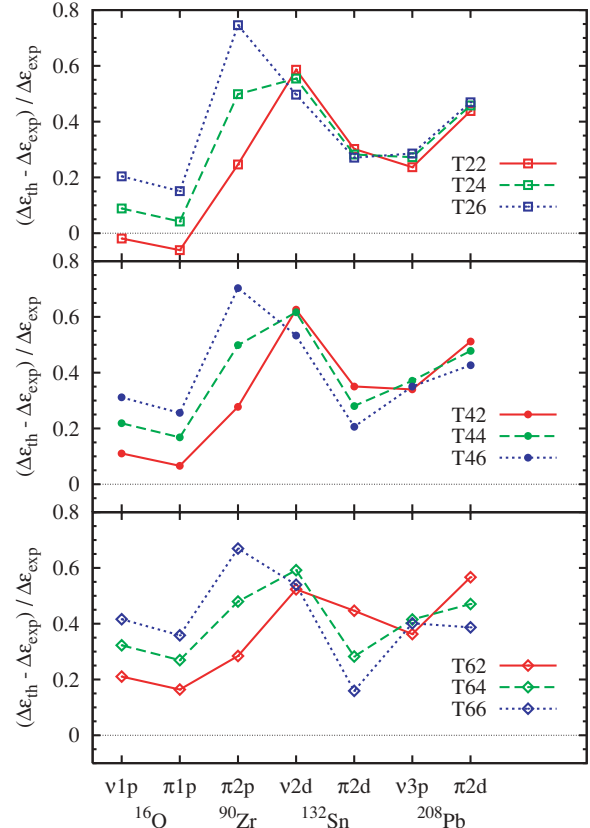 (Δε_th - Δε_exp) / Δε_exp
0.8
0.6
0.4
0.2
0
T22
T24
T26
(Δε_th - Δε_exp) / Δε_exp
0.8
0.6
0.4
0.2
0
T42
T44
T46
(Δε_th - Δε_exp) / Δε_exp
0.8
0.6
0.4
0.2
0
T62
T64
T66
ν1p π1p π2p ν2d π2d ν3p π2d
¹⁶O ⁹⁰Zr ¹³²Sn ²⁰⁸Pb